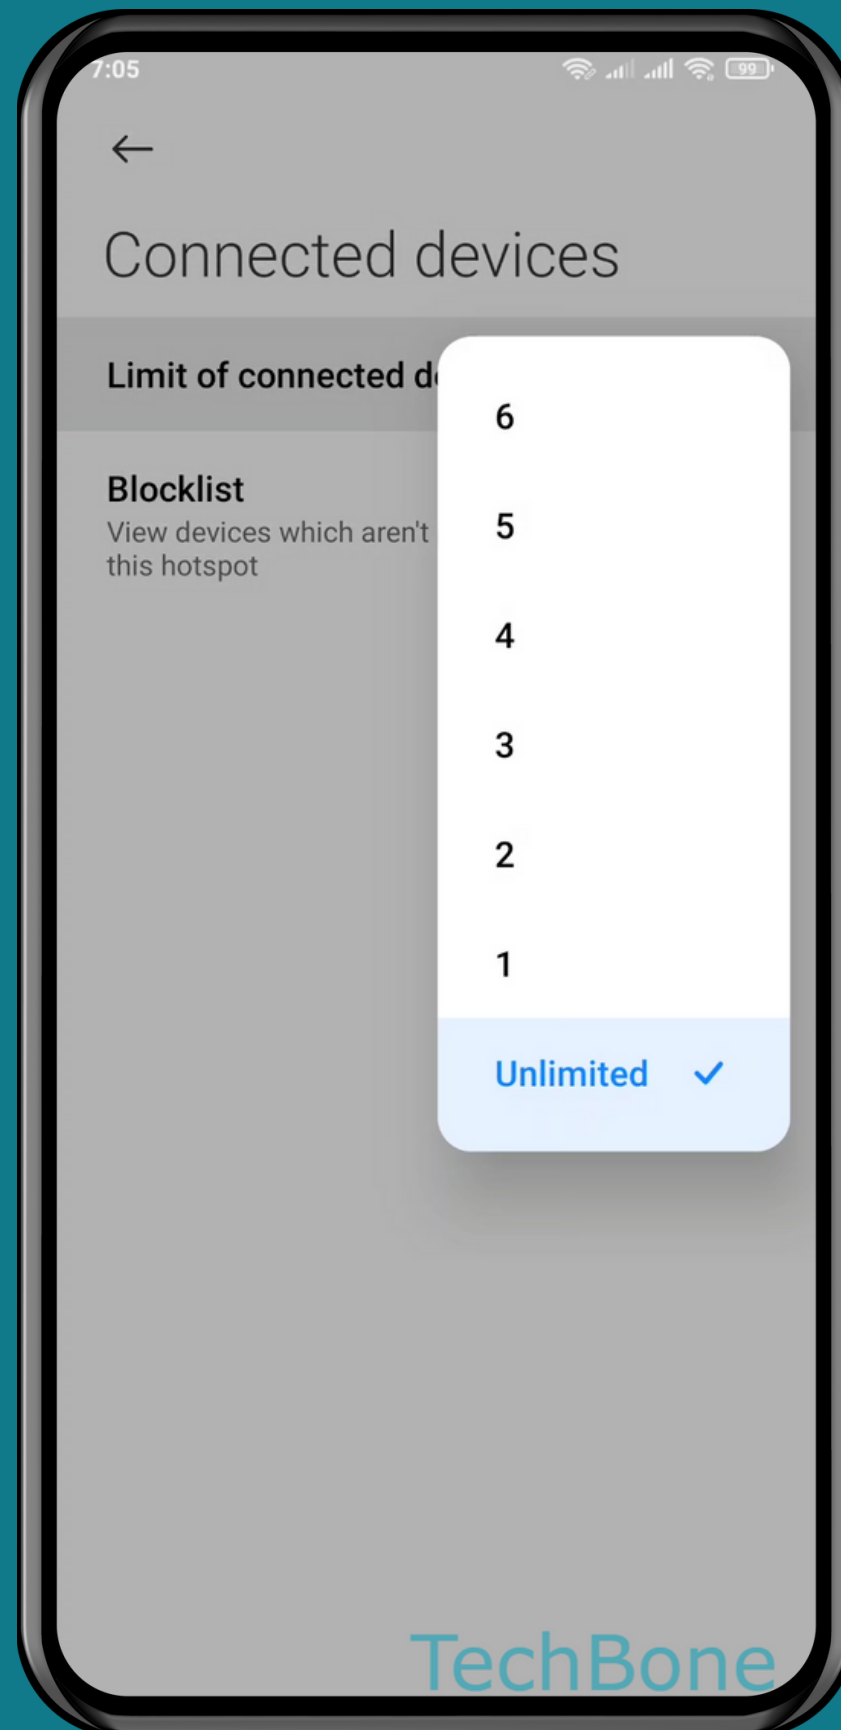 7:05
99
Connected devices
Limit of connected
6
Blocklist
5
View devices which aren't
this hotspot
4
3
2
1
Unlimited
TechBone